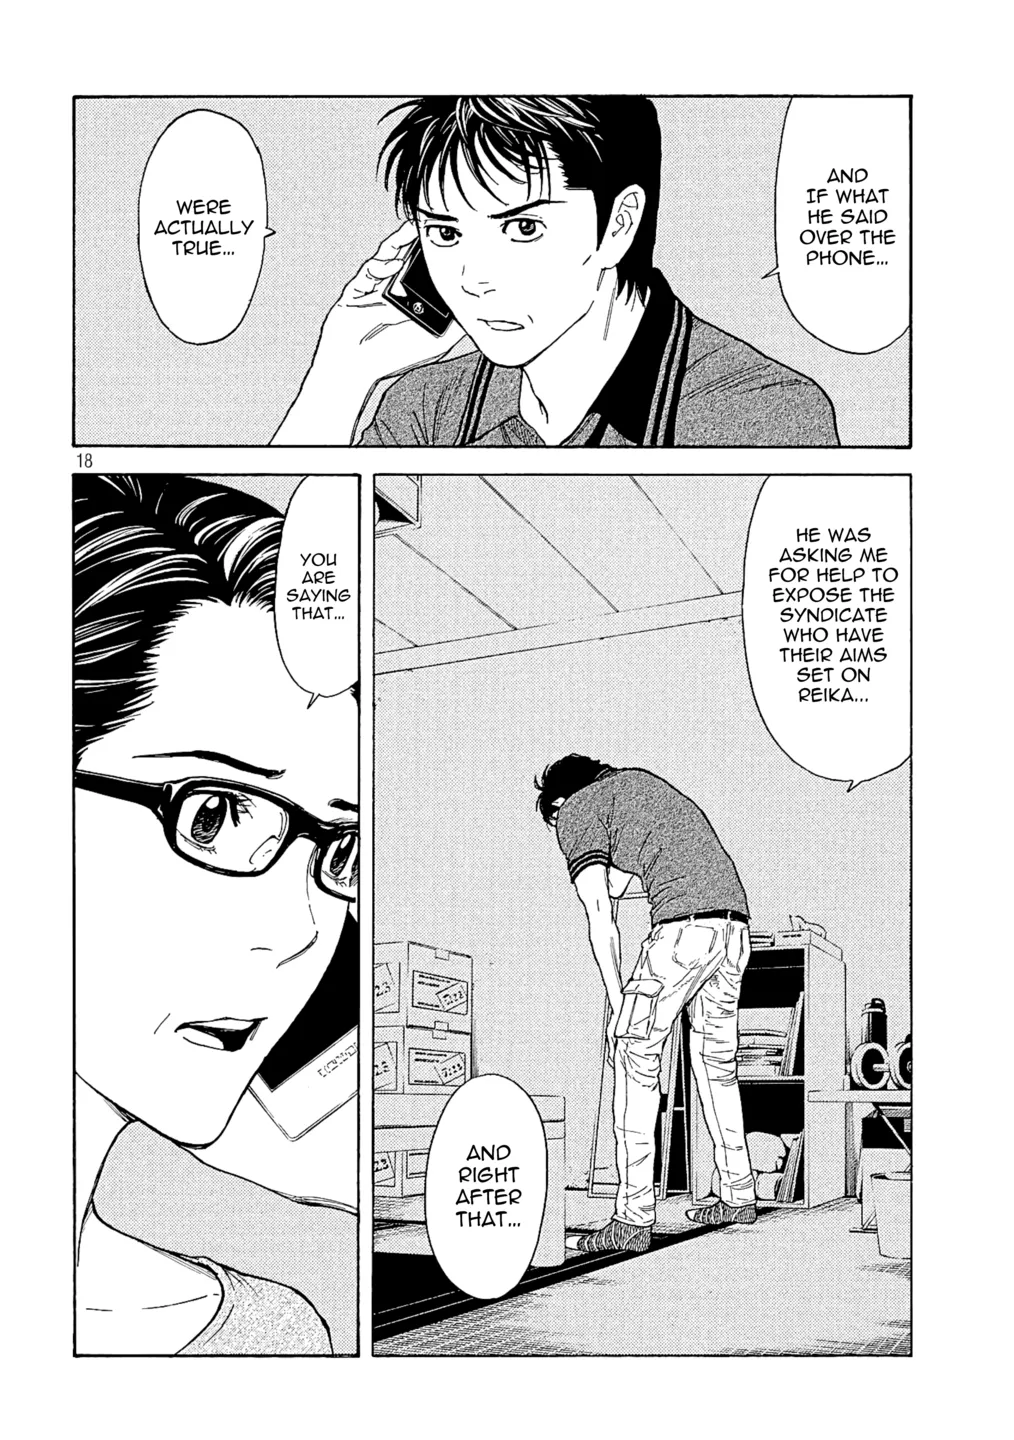 AND
IF WHAT
HE SAID
OVER THE
PHONE...
WERE
ACTUALLY
TRUE...
18
HE WAS
ASKING ME
FOR HELP TO
EXPOSE THE
SYNDICATE
WHO HAVE
THEIR AIMS
SET ON
REIKA...
AND
RIGHT
AFTER
THAT...
YOU
ARE
SAYING
THAT...